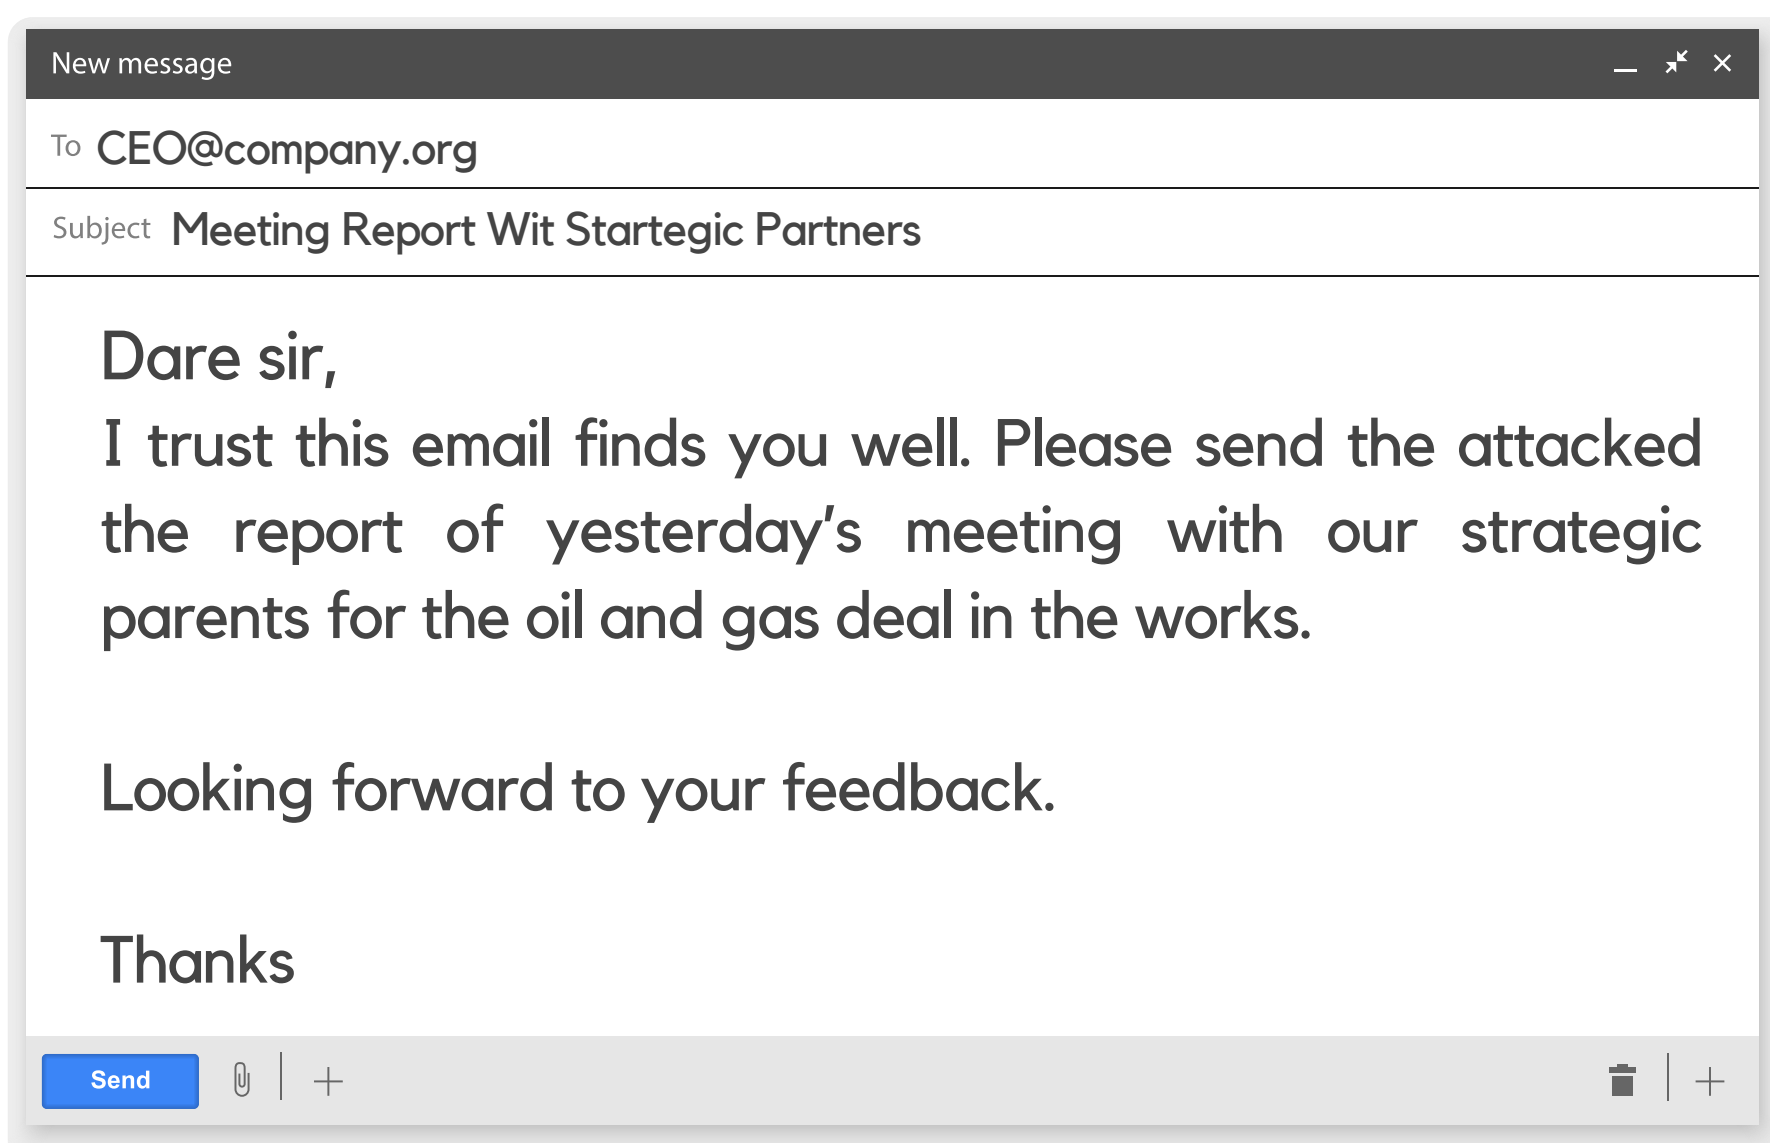 New message
To CEO@company.org
Subject Meeting Report Wit Startegic Partners
Dare sir,
I trust this email finds you well. Please send the attacked
the report of yesterday’s meeting with our strategic
parents for the oil and gas deal in the works.
Looking forward to your feedback.
Thanks
Send